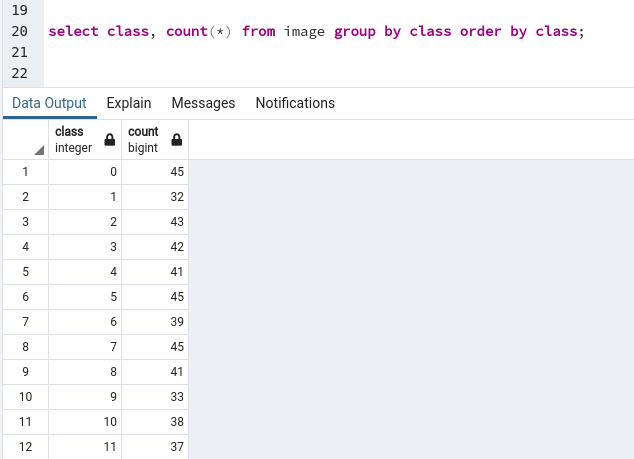 19
20 select class, count(*) from image group by class order by class;
21
22
Data Output Explain Messages Notifications
class count
integer bigint
1 0 45
2 1 32
3 2 43
4 3 42
5 4 41
6 5 45
7 6 39
8 7 45
9 8 41
10 9 33
11 10 38
12 11 37